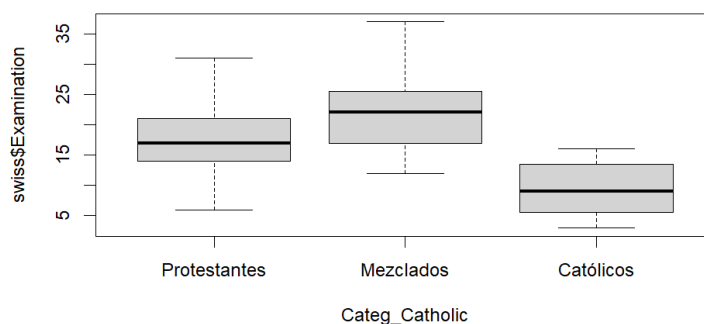 swiss$Examination
35
25
15
5
Protestantes
Mezclados
Católicos
Categ_Catholic